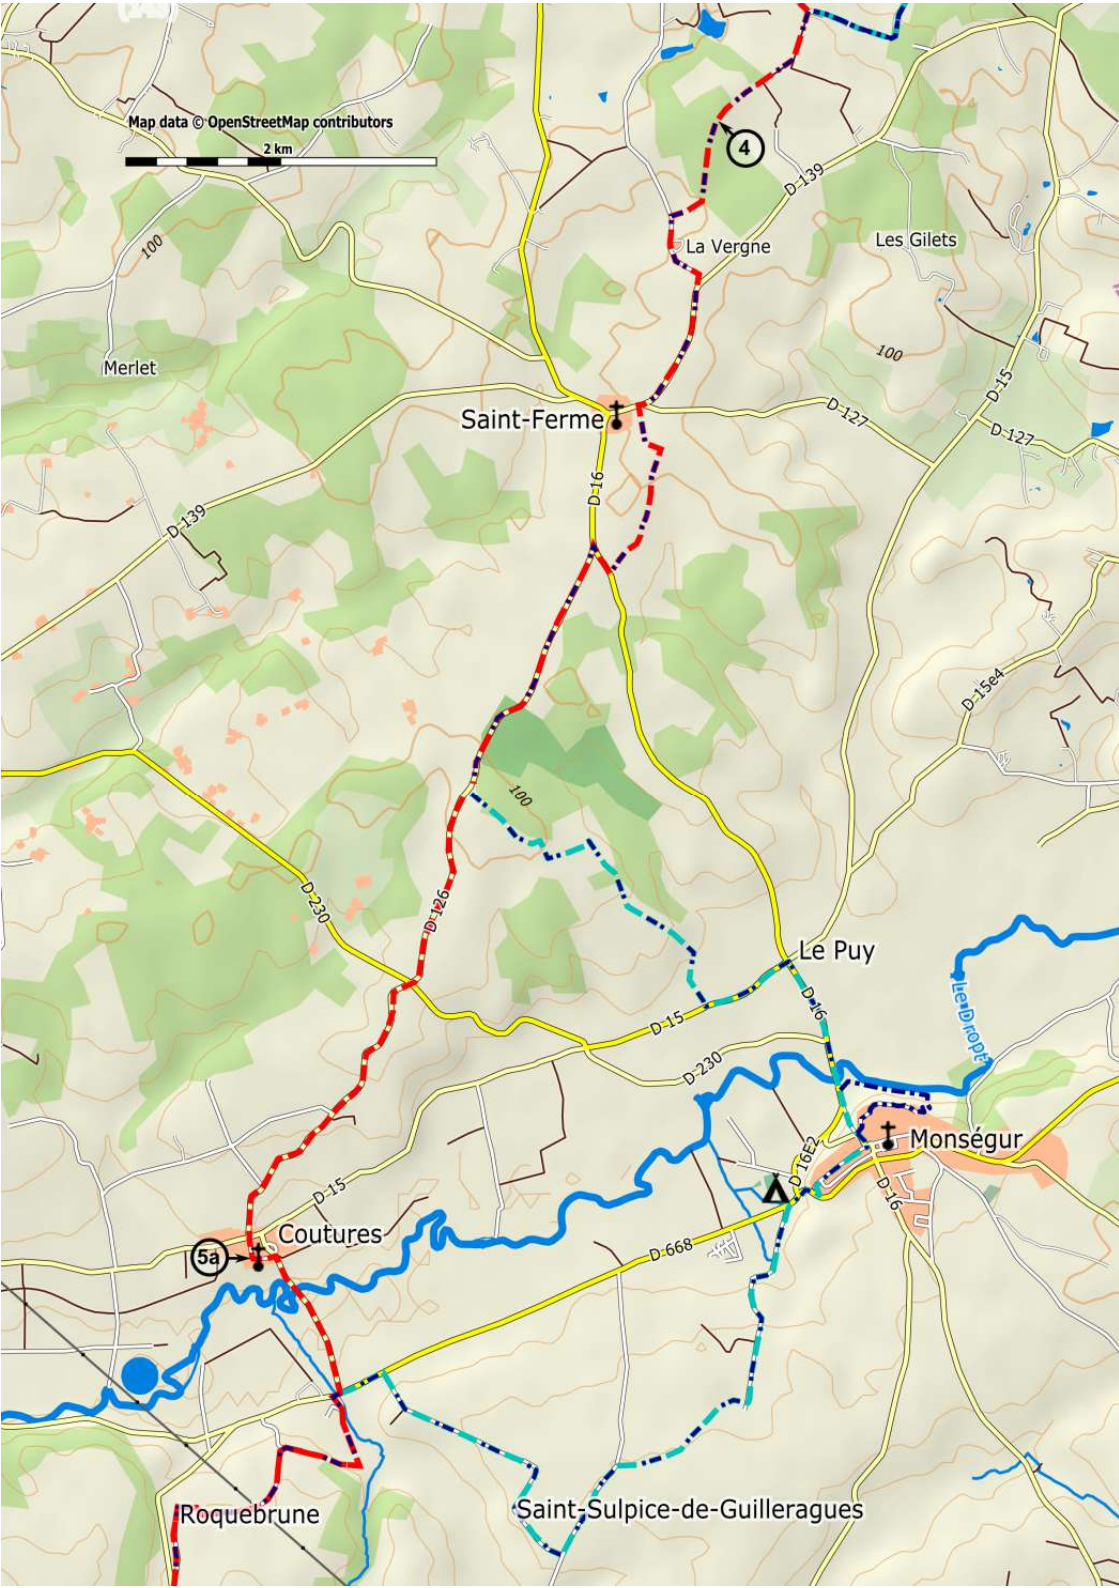 Map data © OpenStreetMap contributors
2 km
4
D 139
100
La Vergne
Les Gilets
100
Merlet
D 15
Saint-Ferme
D 127
D 127
D 16
D 139
D 15e4
100
D 230
D 126
Le Puy
D 16
Le Dropt
D 15
D 230
Monségur
D 16E2
D 15
D 16
Coutures
5a
D 668
Roquebrune
Saint-Sulpice-de-Guilleragues